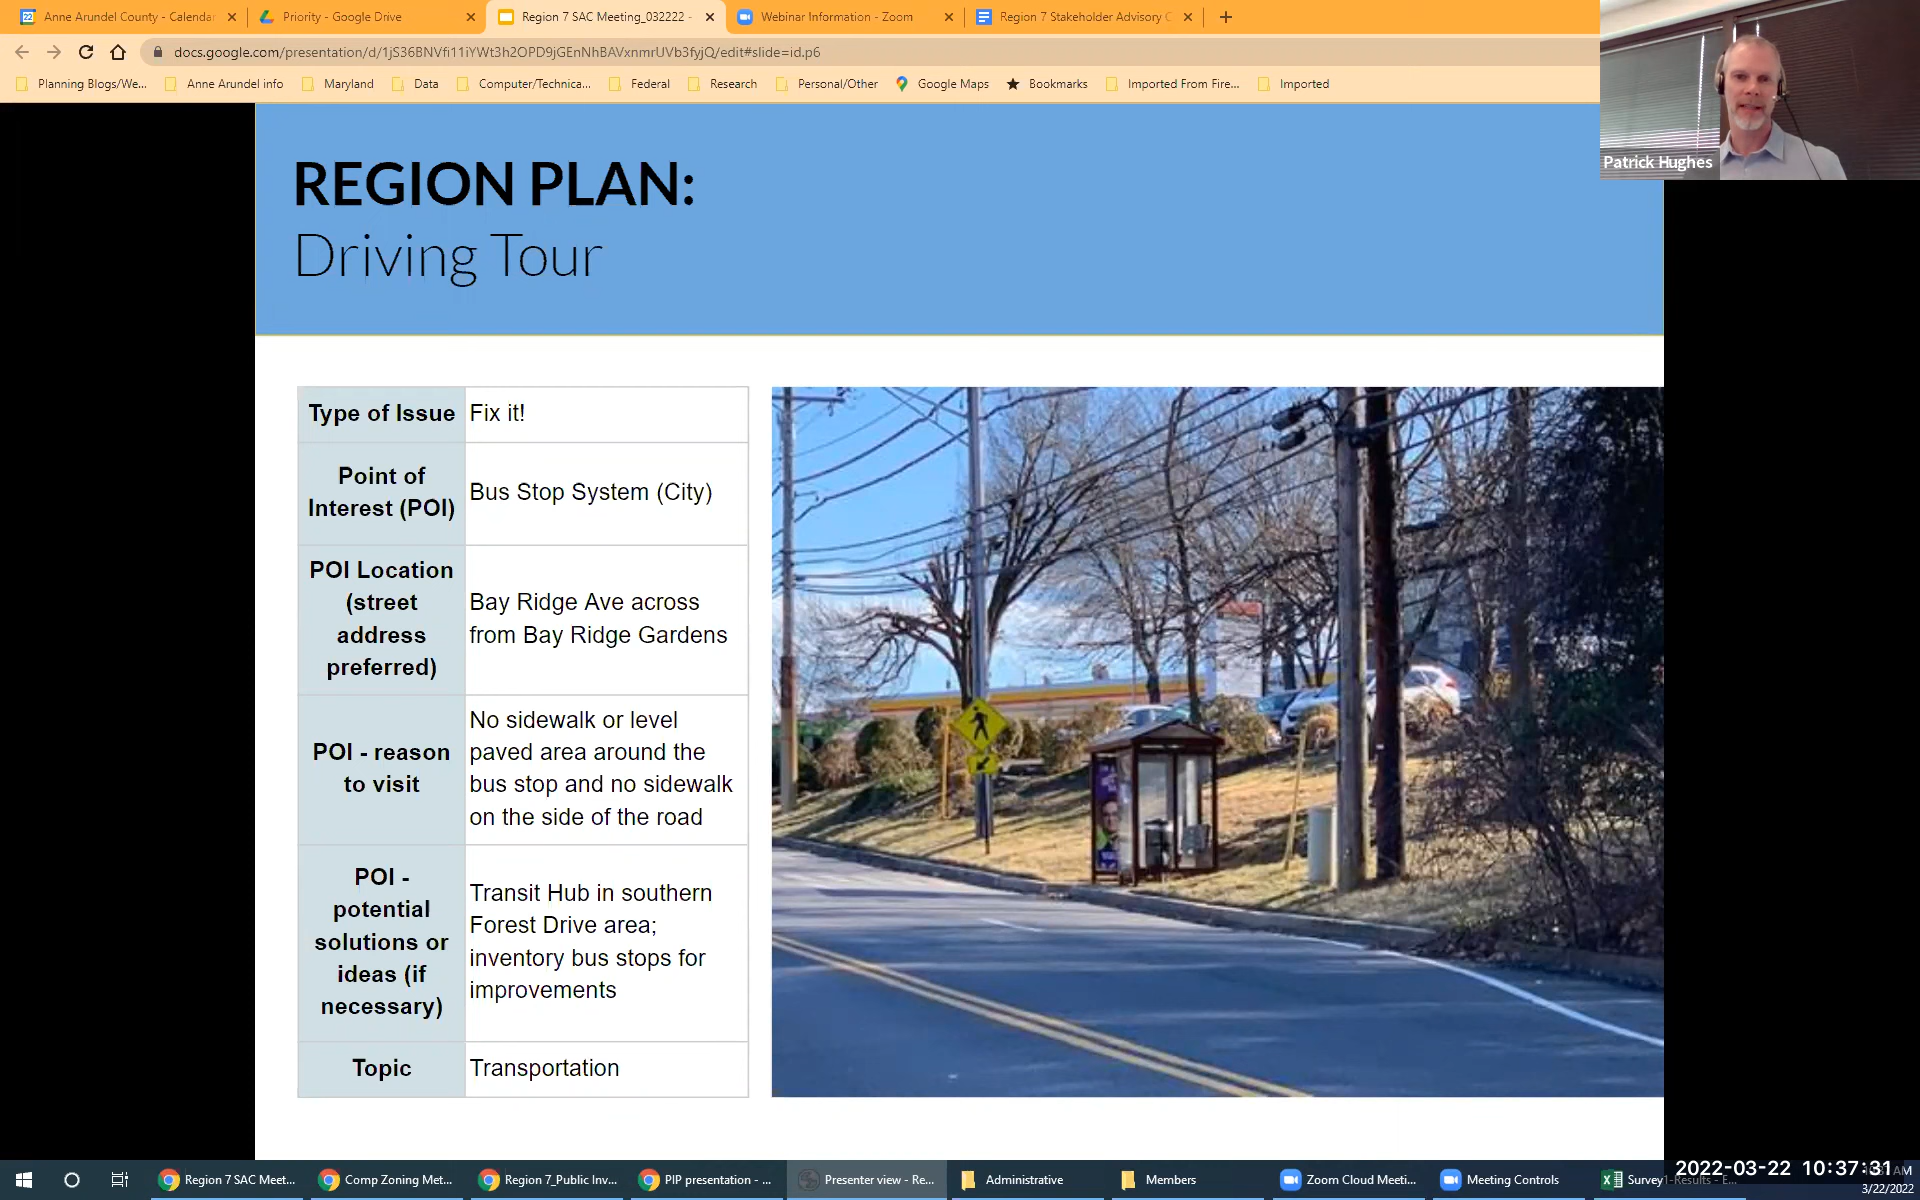 Anne Arundel County - Calenda
Priority - Google Drive
Region 7 SAC Meeting_032222 -
Webinar Information - Zoom
Region 7 Stakeholder Advisory C
docs.google.com/presentation/d/1jS36BNVfi11iYWt3h2OPD9jGEnNhBAVxnmrUVb3fyjQ/edit#slide=id.p6
Planning Blogs/We...
Anne Arundel info
Maryland
Data
Computer/Technica...
Federal
Research
Personal/Other
Google Maps
Bookmarks
Imported From Fire...
Imported
Patrick Hughes
REGION PLAN:
Driving Tour
Type of Issue
Fix it!
Point of
Interest (POI)
Bus Stop System (City)
POI Location
(street
address
preferred)
Bay Ridge Ave across
from Bay Ridge Gardens
POI - reason
to visit
No sidewalk or level
paved area around the
bus stop and no sidewalk
on the side of the road
POI -
potential
solutions or
ideas (if
necessary)
Transit Hub in southern
Forest Drive area;
inventory bus stops for
improvements
Topic
Transportation
Region 7 SAC Meet...
Comp Zoning Met...
Region 7_Public Inv...
PIP presentation - ...
Presenter view - Re...
Administrative
Members
Zoom Cloud Meeti...
Meeting Controls
Survey1-Results - E...
2022-03-22 10:37:31
AM
3/22/2022